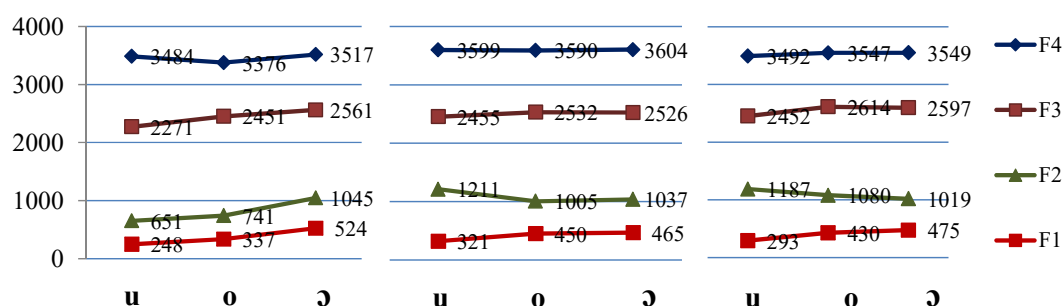 4000
3484 3376 3517 3599 3590 3604 3492 3547 3549 F4
3000
2271 2451 2561 2455 2532 2526 2452 2614 2597 F3
2000
651 741 1045 1211 1005 1037 1187 1080 1019 F2
1000
248 337 524 321 450 465 293 430 475 F1
0
u o ɔ u o ɔ u o ɔ